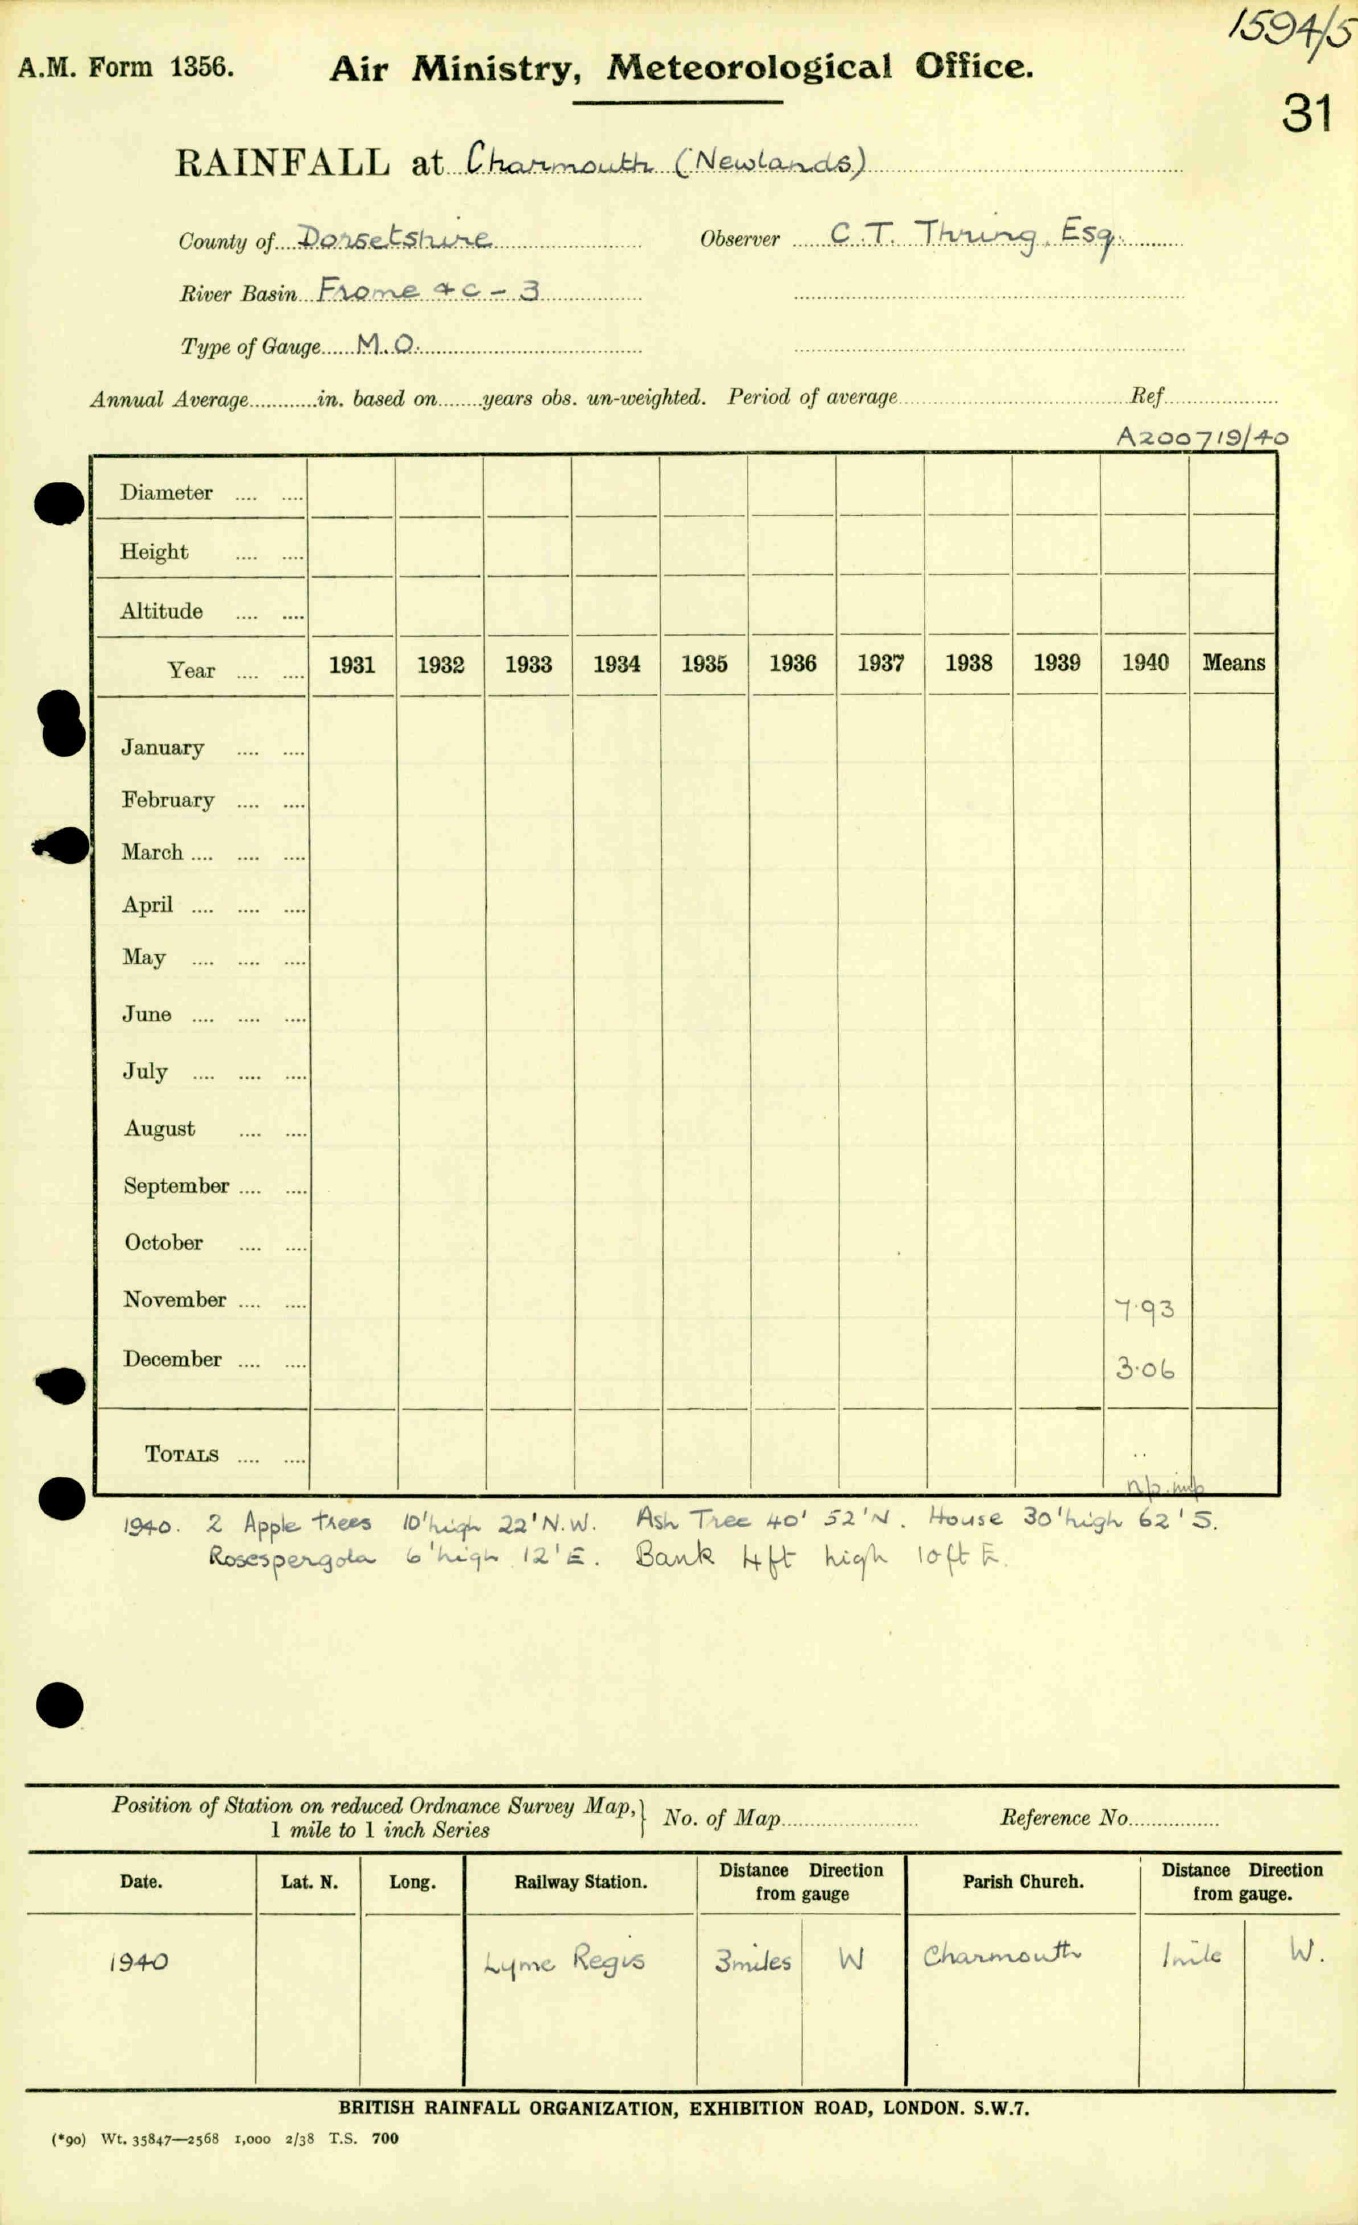 1594/5
A.M. Form 1356. Air Ministry, Meteorological Office.
31
RAINFALL at Charmouth (Newlands)
County of Dorsetshire Observer C.T. Thring Esq.
River Basin Frome &c - 3
Type of Gauge M.O.
Annual Average............in. based on.......years obs. un-weighted. Period of average Ref
A200719/40
Diameter .... ....
Height .... ....
Altitude .... ....
Year .... .... 1931 1932 1933 1934 1935 1936 1937 1938 1939 1940 Means
January .... ....
February .... ....
March .... .... ....
April .... .... ....
May .... .... ....
June .... .... ....
July .... .... ....
August .... ....
September .... ....
October .... ....
November .... .... 7.93
December .... .... 3.06
TOTALS .... .... ..
n/p. imp
1940. 2 Apple trees 10' high 22' N.W. Ash Tree 40' 52' N. House 30' high 62' S.
Rosespergola 6' high 12' E. Bank 4ft high 10ft E.
Position of Station on reduced Ordnance Survey Map, } No. of Map Reference No.
1 mile to 1 inch Series
Date. Lat. N. Long. Railway Station. Distance Direction from gauge Parish Church. Distance Direction from gauge.
1940 Lyme Regis 3miles W Charmouth 1mile W.
BRITISH RAINFALL ORGANIZATION, EXHIBITION ROAD, LONDON. S.W.7.
(*90) Wt. 35847—2568 1,000 2/38 T.S. 700